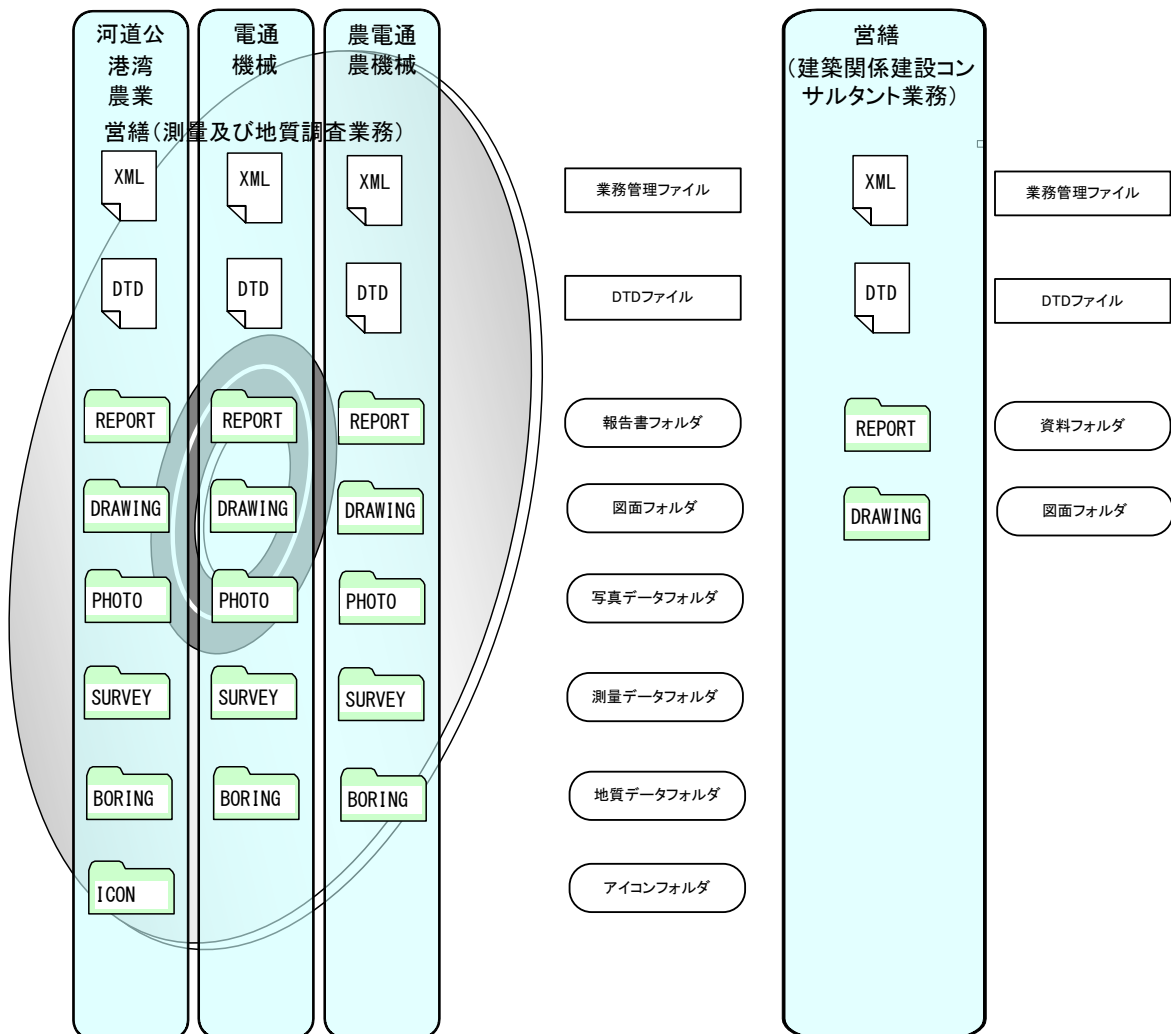 河道公
港湾
農業
電通
機械
農電通
農機械
営繕(測量及び地質調査業務)
営繕
(建築関係建設コン
サルタント業務)
XML
XML
XML
業務管理ファイル
XML
業務管理ファイル
DTD
DTD
DTD
DTDファイル
DTD
DTDファイル
REPORT
REPORT
REPORT
報告書フォルダ
REPORT
資料フォルダ
DRAWING
DRAWING
DRAWING
図面フォルダ
DRAWING
図面フォルダ
PHOTO
PHOTO
PHOTO
写真データフォルダ
SURVEY
SURVEY
SURVEY
測量データフォルダ
BORING
BORING
BORING
地質データフォルダ
ICON
アイコンフォルダ